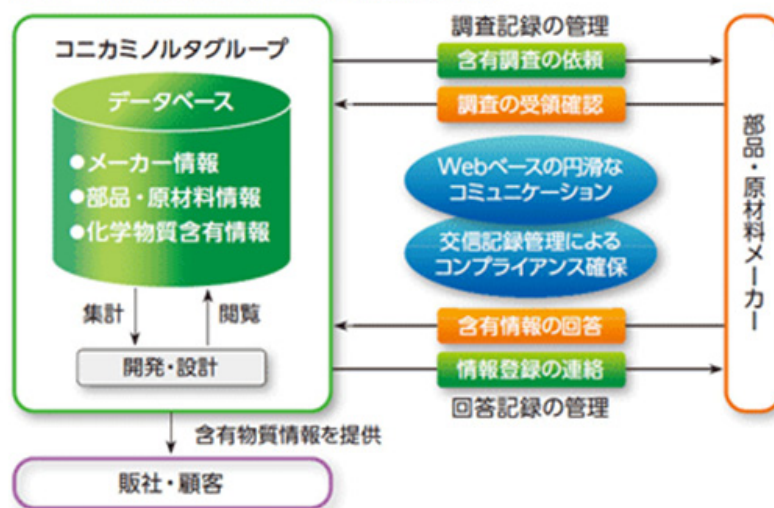 コニカミノルタグループ
データベース
●メーカー情報
●部品・原材料情報
●化学物質含有情報
集計
閲覧
開発・設計
含有物質情報を提供
販社・顧客
調査記録の管理
含有調査の依頼
調査の受領確認
Webベースの円滑な
コミュニケーション
交信記録管理による
コンプライアンス確保
含有情報の回答
情報登録の連絡
回答記録の管理
部品・原材料メーカー